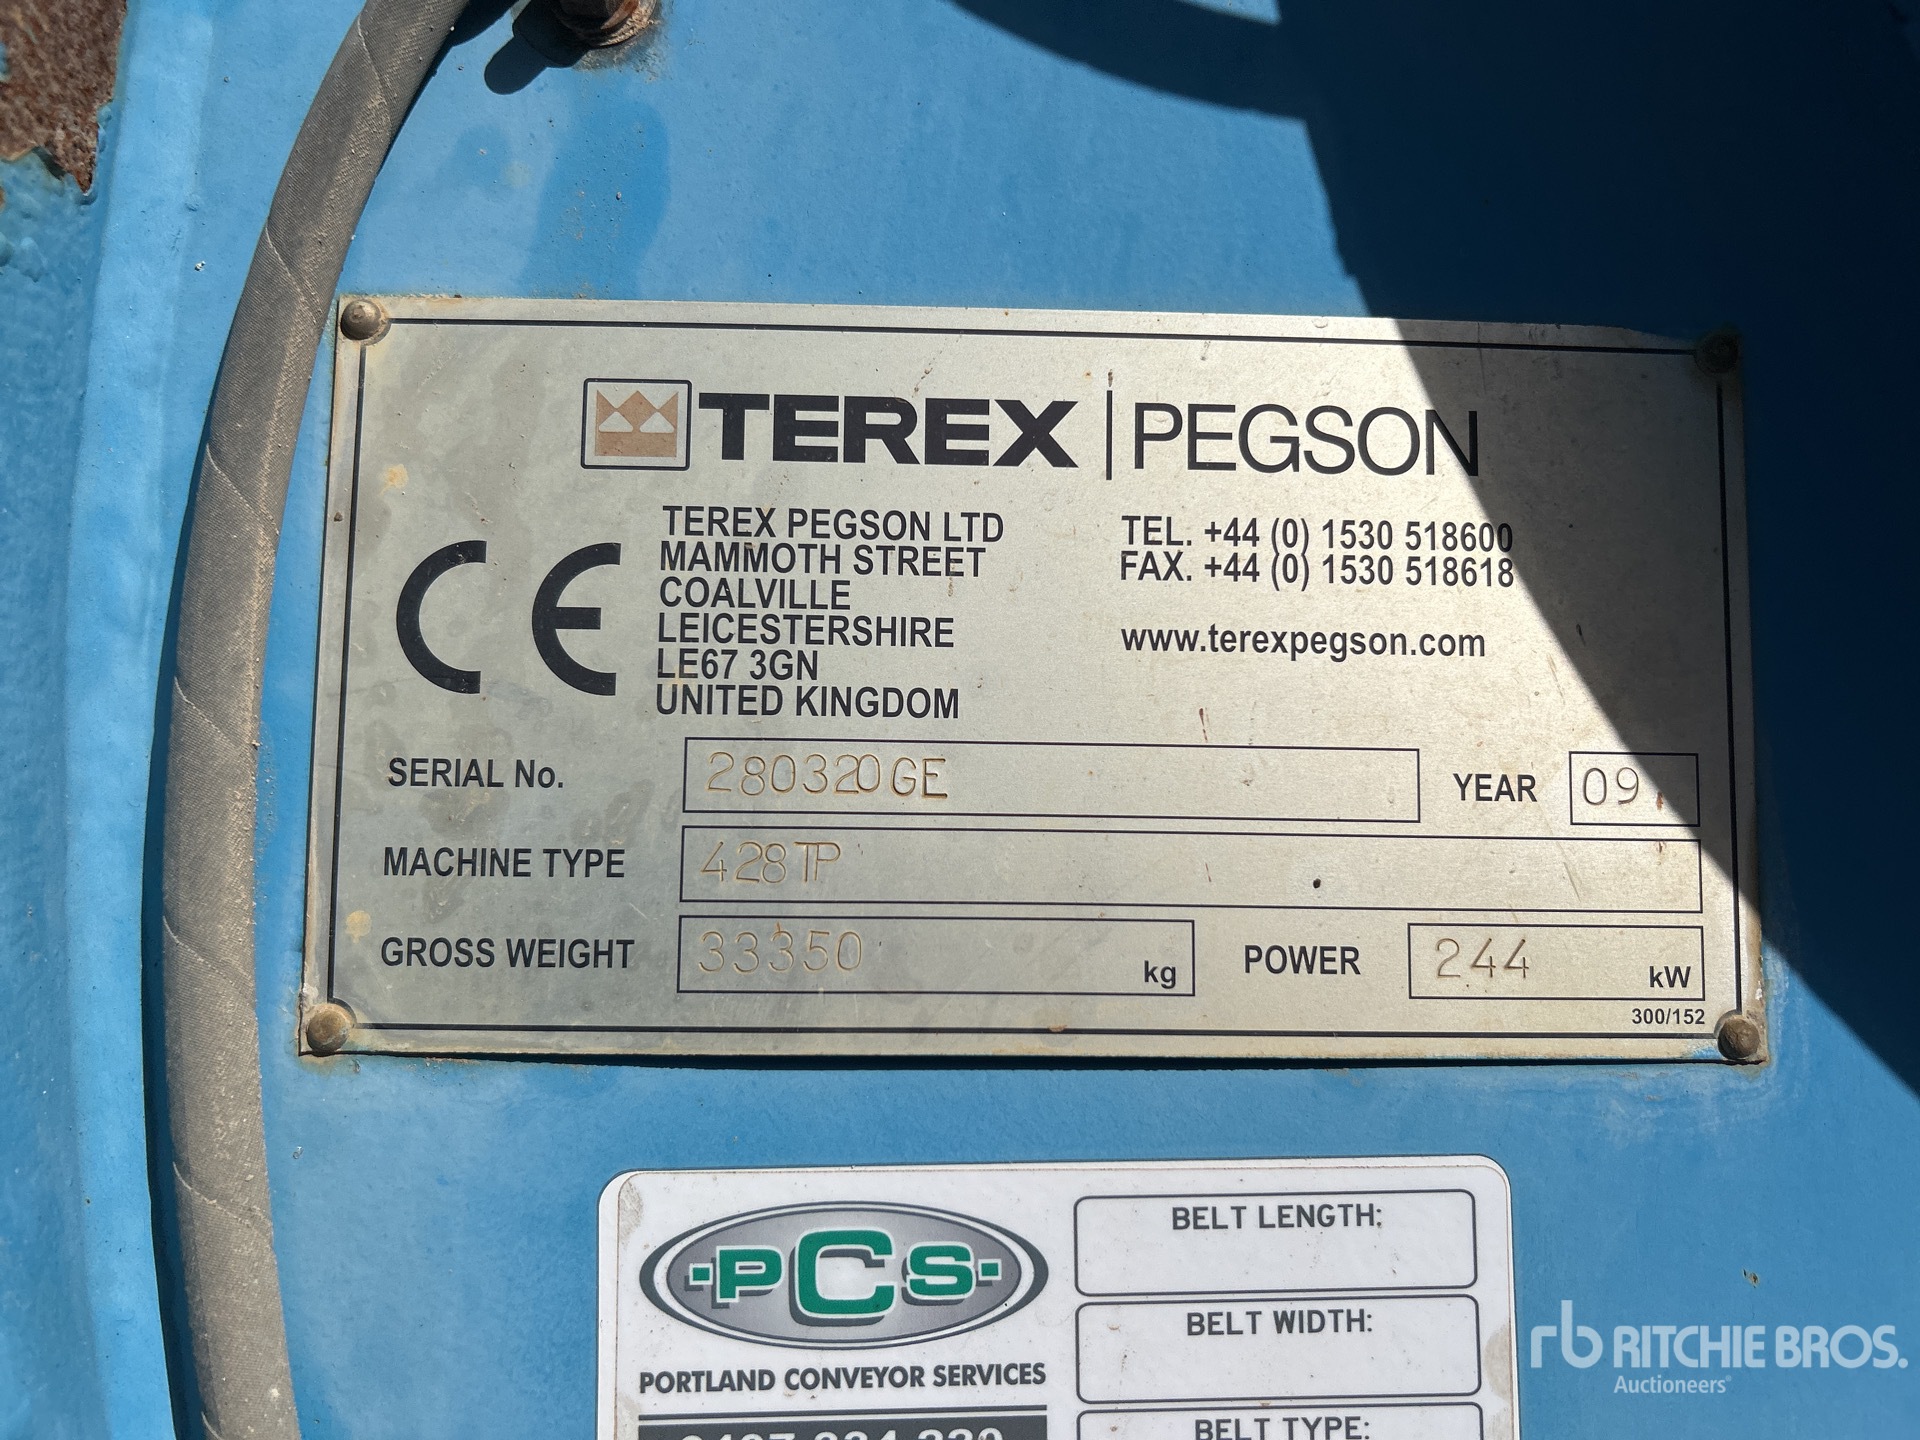 TEREX | PEGSON
TEREX PEGSON LTD
MAMMOTH STREET
COALVILLE
LEICESTERSHIRE
LE67 3GN
UNITED KINGDOM
TEL. +44 (0) 1530 518600
FAX. +44 (0) 1530 518618
www.terexpegson.com
CE
SERIAL No. 280320GE YEAR 09
MACHINE TYPE 428TP
GROSS WEIGHT 33350 kg POWER 244 kW
300/152
PCS
PORTLAND CONVEYOR SERVICES
BELT LENGTH:
BELT WIDTH:
BELT TYPE:
rb RITCHIE BROS.
Auctioneers